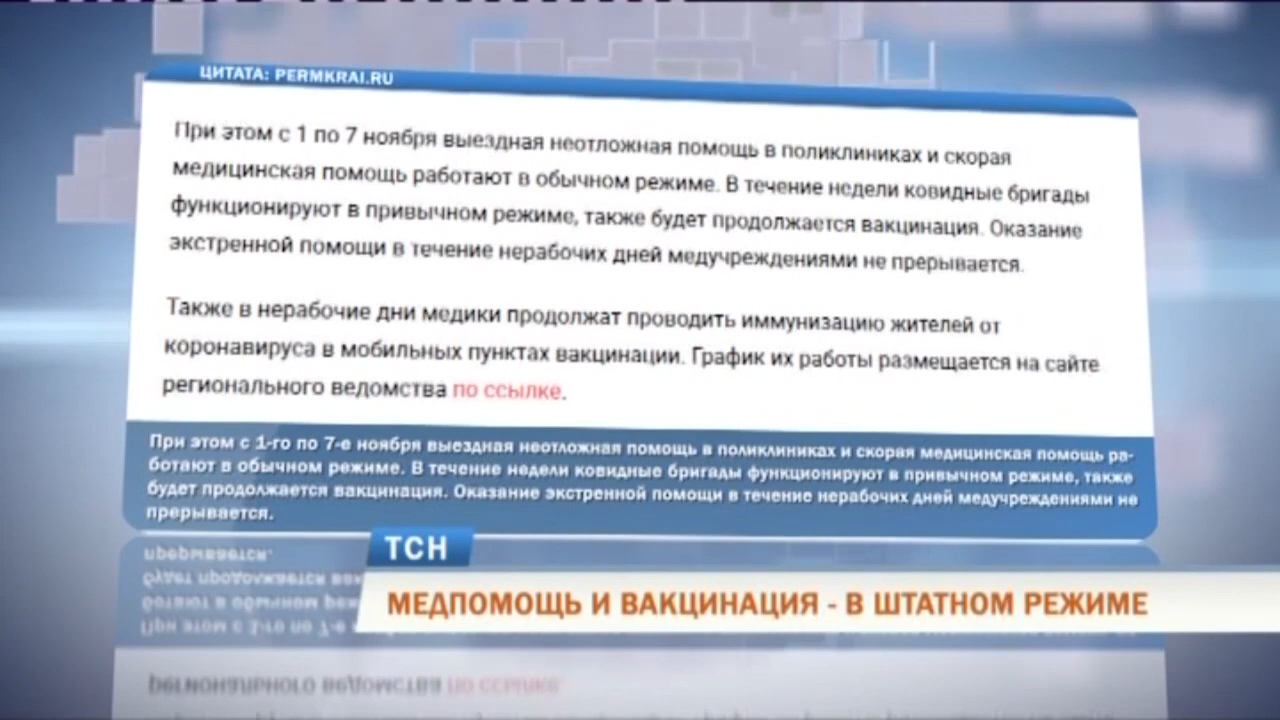 ЦИТАТА: PERMKRAI.RU
При этом с 1 по 7 ноября выездная неотложная помощь в поликлиниках и скорая
медицинская помощь работают в обычном режиме. В течение недели ковидные бригады
функционируют в привычном режиме, также будет продолжается вакцинация. Оказание
экстренной помощи в течение нерабочих дней медучреждениями не прерывается.
Также в нерабочие дни медики продолжат проводить иммунизацию жителей от
коронавируса в мобильных пунктах вакцинации. График их работы размещается на сайте
регионального ведомства по ссылке.
При этом с 1-го по 7-е ноября выездная неотложная помощь в поликлиниках и скорая медицинская помощь ра-
ботают в обычном режиме. В течение недели ковидные бригады функционируют в привычном режиме, также
будет продолжается вакцинация. Оказание экстренной помощи в течение нерабочих дней медучреждениями не
прерывается.
ТСН
МЕДПОМОЩЬ И ВАКЦИНАЦИЯ - В ШТАТНОМ РЕЖИМЕ